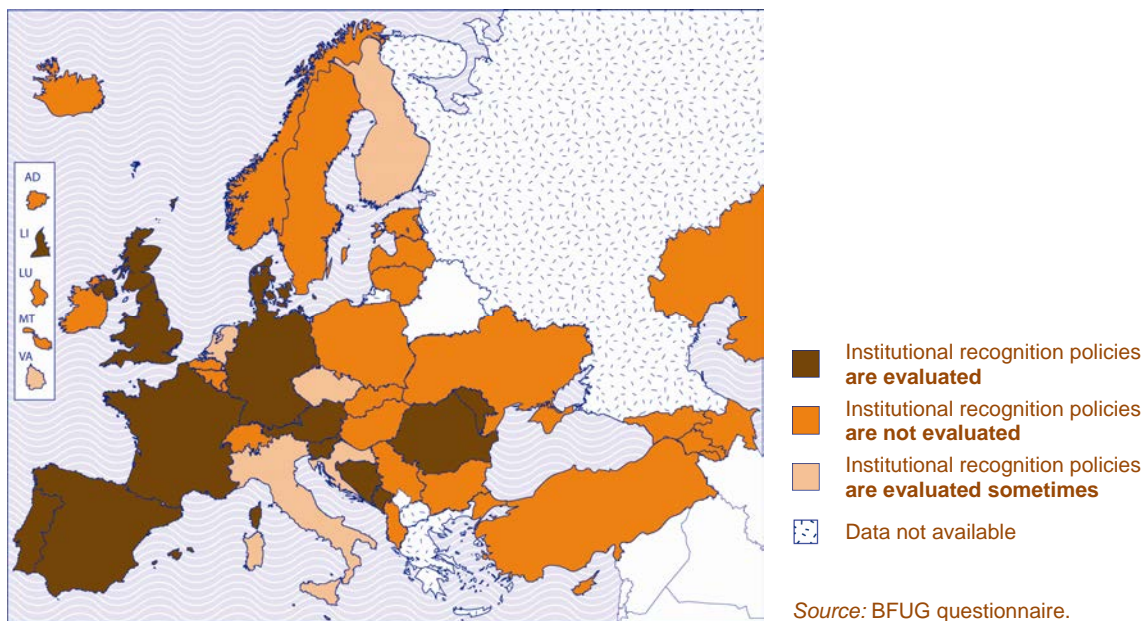 AD
LI
LU
MT
VA
Institutional recognition policies
are evaluated
Institutional recognition policies
are not evaluated
Institutional recognition policies
are evaluated sometimes
Data not available
Source: BFUG questionnaire.